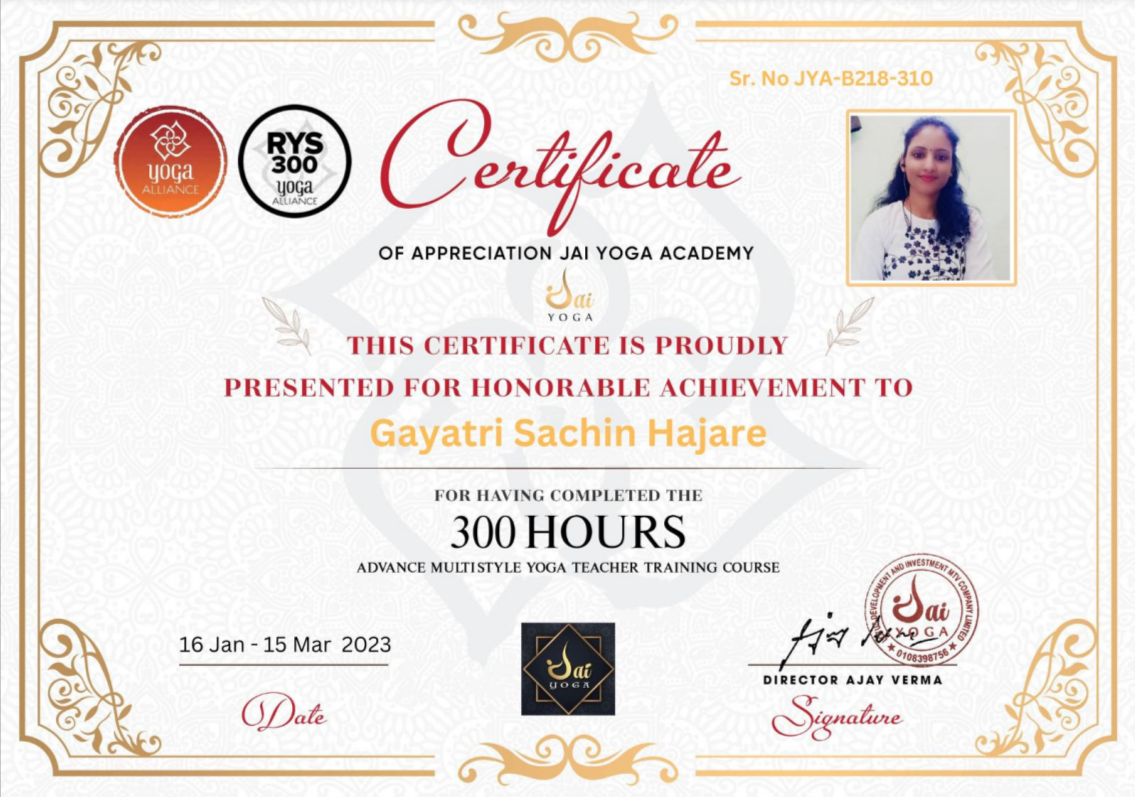 Sr. No JYA-B218-310
yoga
ALLIANCE
RYS
300
yoga
ALLIANCE
Certificate
OF APPRECIATION JAI YOGA ACADEMY
Jai
YOGA
THIS CERTIFICATE IS PROUDLY
PRESENTED FOR HONORABLE ACHIEVEMENT TO
Gayatri Sachin Hajare
FOR HAVING COMPLETED THE
300 HOURS
ADVANCE MULTISTYLE YOGA TEACHER TRAINING COURSE
16 Jan - 15 Mar 2023
Date
Jai
YOGA
DEVELOPMENT AND INVESTMENT MTV COMPANY LIMITED
Jai
YOGA
0108398756
DIRECTOR AJAY VERMA
Signature